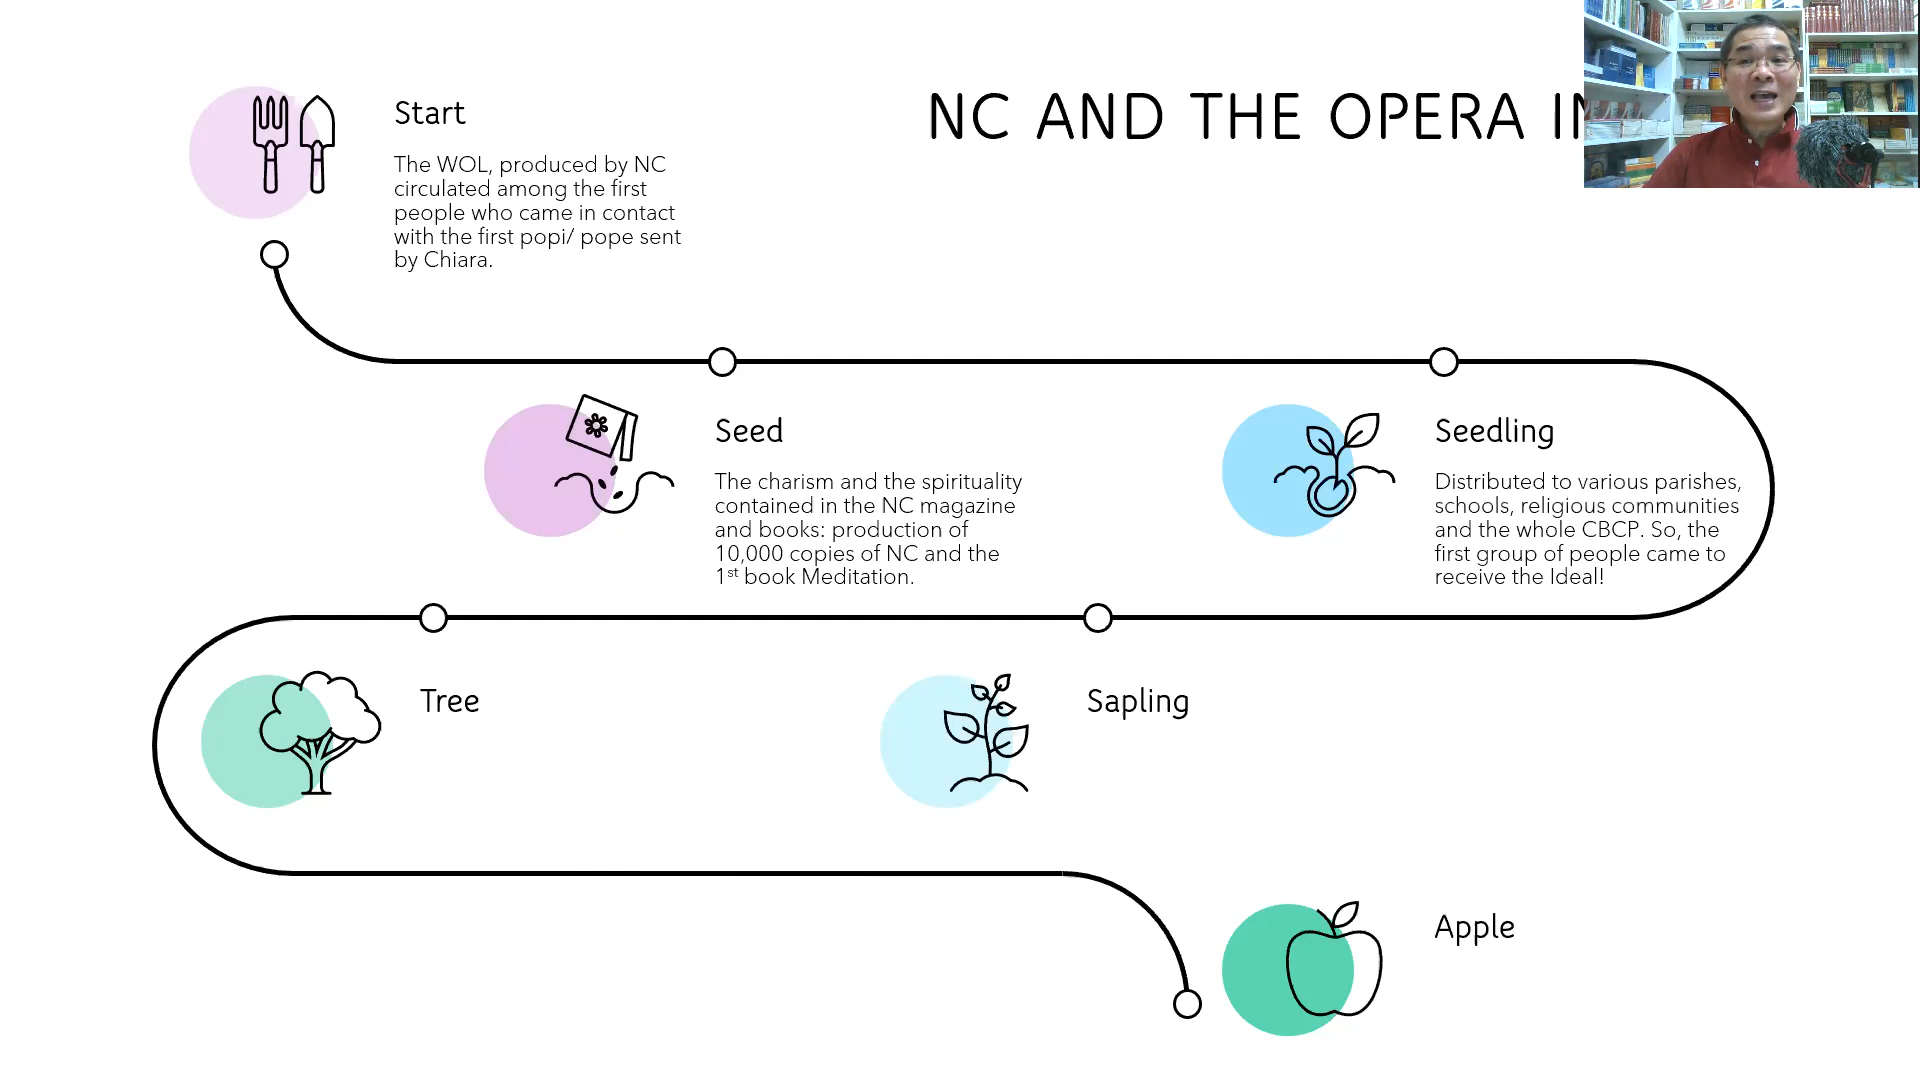 NC AND THE OPERA IN
Start
The WOL, produced by NC
circulated among the first
people who came in contact
with the first popi/ pope sent
by Chiara.
Seed
The charism and the spirituality
contained in the NC magazine
and books: production of
10,000 copies of NC and the
1st book Meditation.
Seedling
Distributed to various parishes,
schools, religious communities
and the whole CBCP. So, the
first group of people came to
receive the Ideal!
Tree
Sapling
Apple